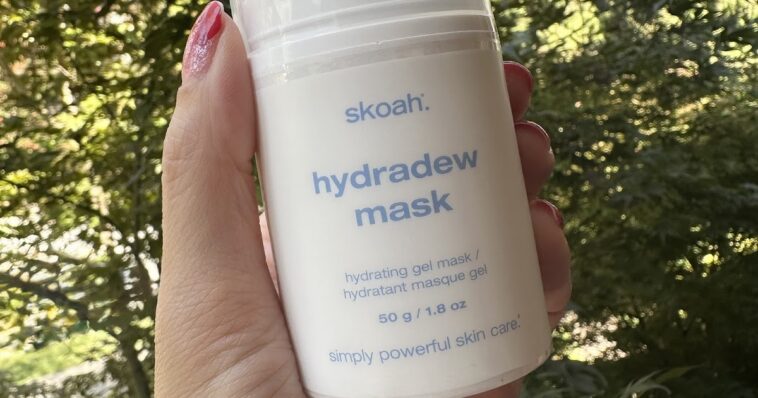 skoah.
hydradew
mask
hydrating gel mask /
hydratant masque gel
50 g / 1.8 oz
simply powerful skin care.